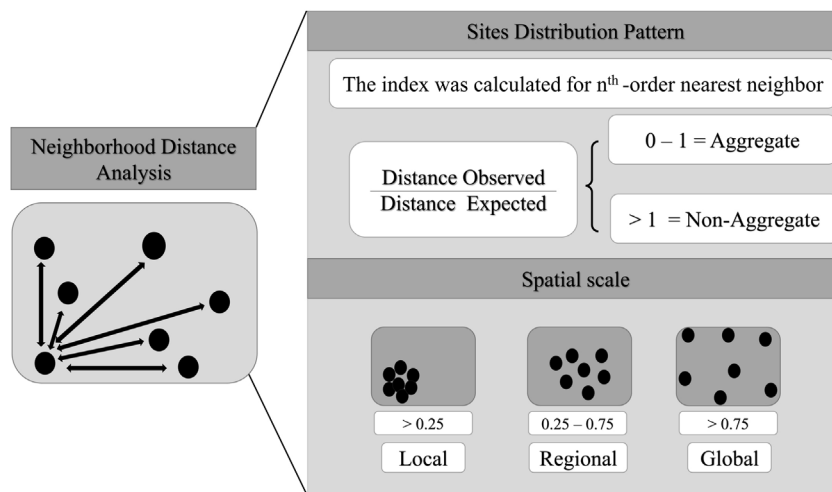 Neighborhood Distance
Analysis
Sites Distribution Pattern
The index was calculated for nth -order nearest neighbor
Distance Observed
Distance Expected
0 – 1 = Aggregate
> 1 = Non-Aggregate
Spatial scale
> 0.25
0.25 – 0.75
> 0.75
Local
Regional
Global